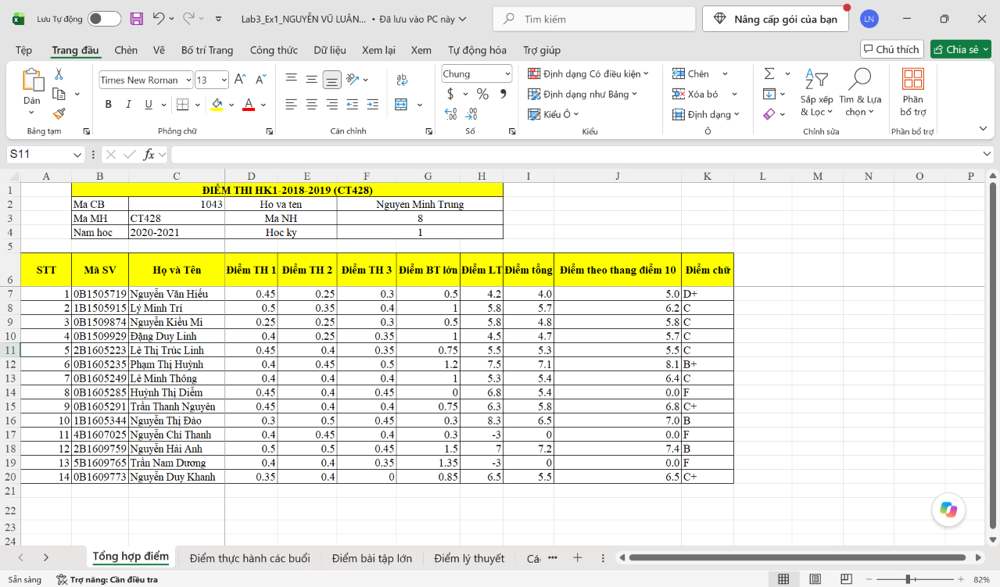 Lưu Tự động Lab3_Ex1_NGUYỄN VŨ LUÂN... • Đã lưu vào PC này Tìm kiếm Nâng cấp gói của bạn LN
Tệp Trang đầu Chèn Vẽ Bố trí Trang Công thức Dữ liệu Xem lại Xem Tự động hóa Trợ giúp Chú thích Chia sẻ
Dán Times New Roman 13 Chung Định dạng Có điều kiện Chèn
B I U $ % Định dạng như Bảng Xóa bỏ Sắp xếp & Lọc Tìm & Lựa chọn Phần bổ trợ
Kiểu Ô Định dạng
Bảng tạm Phông chữ Căn chỉnh Số Kiểu Ô Chỉnh sửa Phần bổ trợ
S11 fx
A B C D E F G H I J K L M N O P
1 ĐIỂM THI HK1-2018-2019 (CT428)
2 Ma CB 1043 Ho va ten Nguyen Minh Trung
3 Ma MH CT428 Ma NH 8
4 Nam hoc 2020-2021 Hoc ky 1
5
6 STT Mã SV Họ và Tên Điểm TH 1 Điểm TH 2 Điểm TH 3 Điểm BT lớn Điểm LT Điểm tổng Điểm theo thang điểm 10 Điểm chữ
7 1 0B1505719 Nguyễn Văn Hiếu 0.45 0.25 0.3 0.5 4.2 4.0 5.0 D+
8 2 1B1505915 Lý Minh Trí 0.5 0.35 0.4 1 5.8 5.7 6.2 C
9 3 0B1509874 Nguyễn Kiều Mi 0.25 0.25 0.3 0.5 5.8 4.8 5.8 C
10 4 0B1509929 Đặng Duy Linh 0.4 0.25 0.35 1 4.5 4.7 5.7 C
11 5 2B1605223 Lê Thị Trúc Linh 0.45 0.4 0.35 0.75 5.5 5.3 5.5 C
12 6 0B1605235 Phạm Thị Huỳnh 0.4 0.45 0.5 1.2 7.5 7.1 8.1 B+
13 7 0B1605249 Lê Minh Thông 0.4 0.4 0.4 1 5.3 5.4 6.4 C
14 8 0B1605285 Huỳnh Thị Diễm 0.45 0.4 0.45 0 6.8 5.4 0.0 F
15 9 0B1605291 Trần Thanh Nguyên 0.45 0.4 0.4 0.75 6.3 5.8 6.8 C+
16 10 1B1605344 Nguyễn Thị Đào 0.3 0.5 0.45 0.3 8.3 6.5 7.0 B
17 11 4B1607025 Nguyễn Chí Thanh 0.4 0.45 0.4 0.3 -3 0 0.0 F
18 12 2B1609759 Nguyễn Hải Anh 0.5 0.5 0.45 1.5 7 7.2 7.4 B
19 13 5B1609765 Trần Nam Dương 0.4 0.4 0.35 1.35 -3 0 0.0 F
20 14 0B1609773 Nguyễn Duy Khanh 0.35 0.4 0 0.85 6.5 5.5 6.5 C+
21
22
23
24
Tổng hợp điểm Điểm thực hành các buổi Điểm bài tập lớn Điểm lý thuyết Cá
Sẵn sàng Trợ năng: Cần điều tra 82%